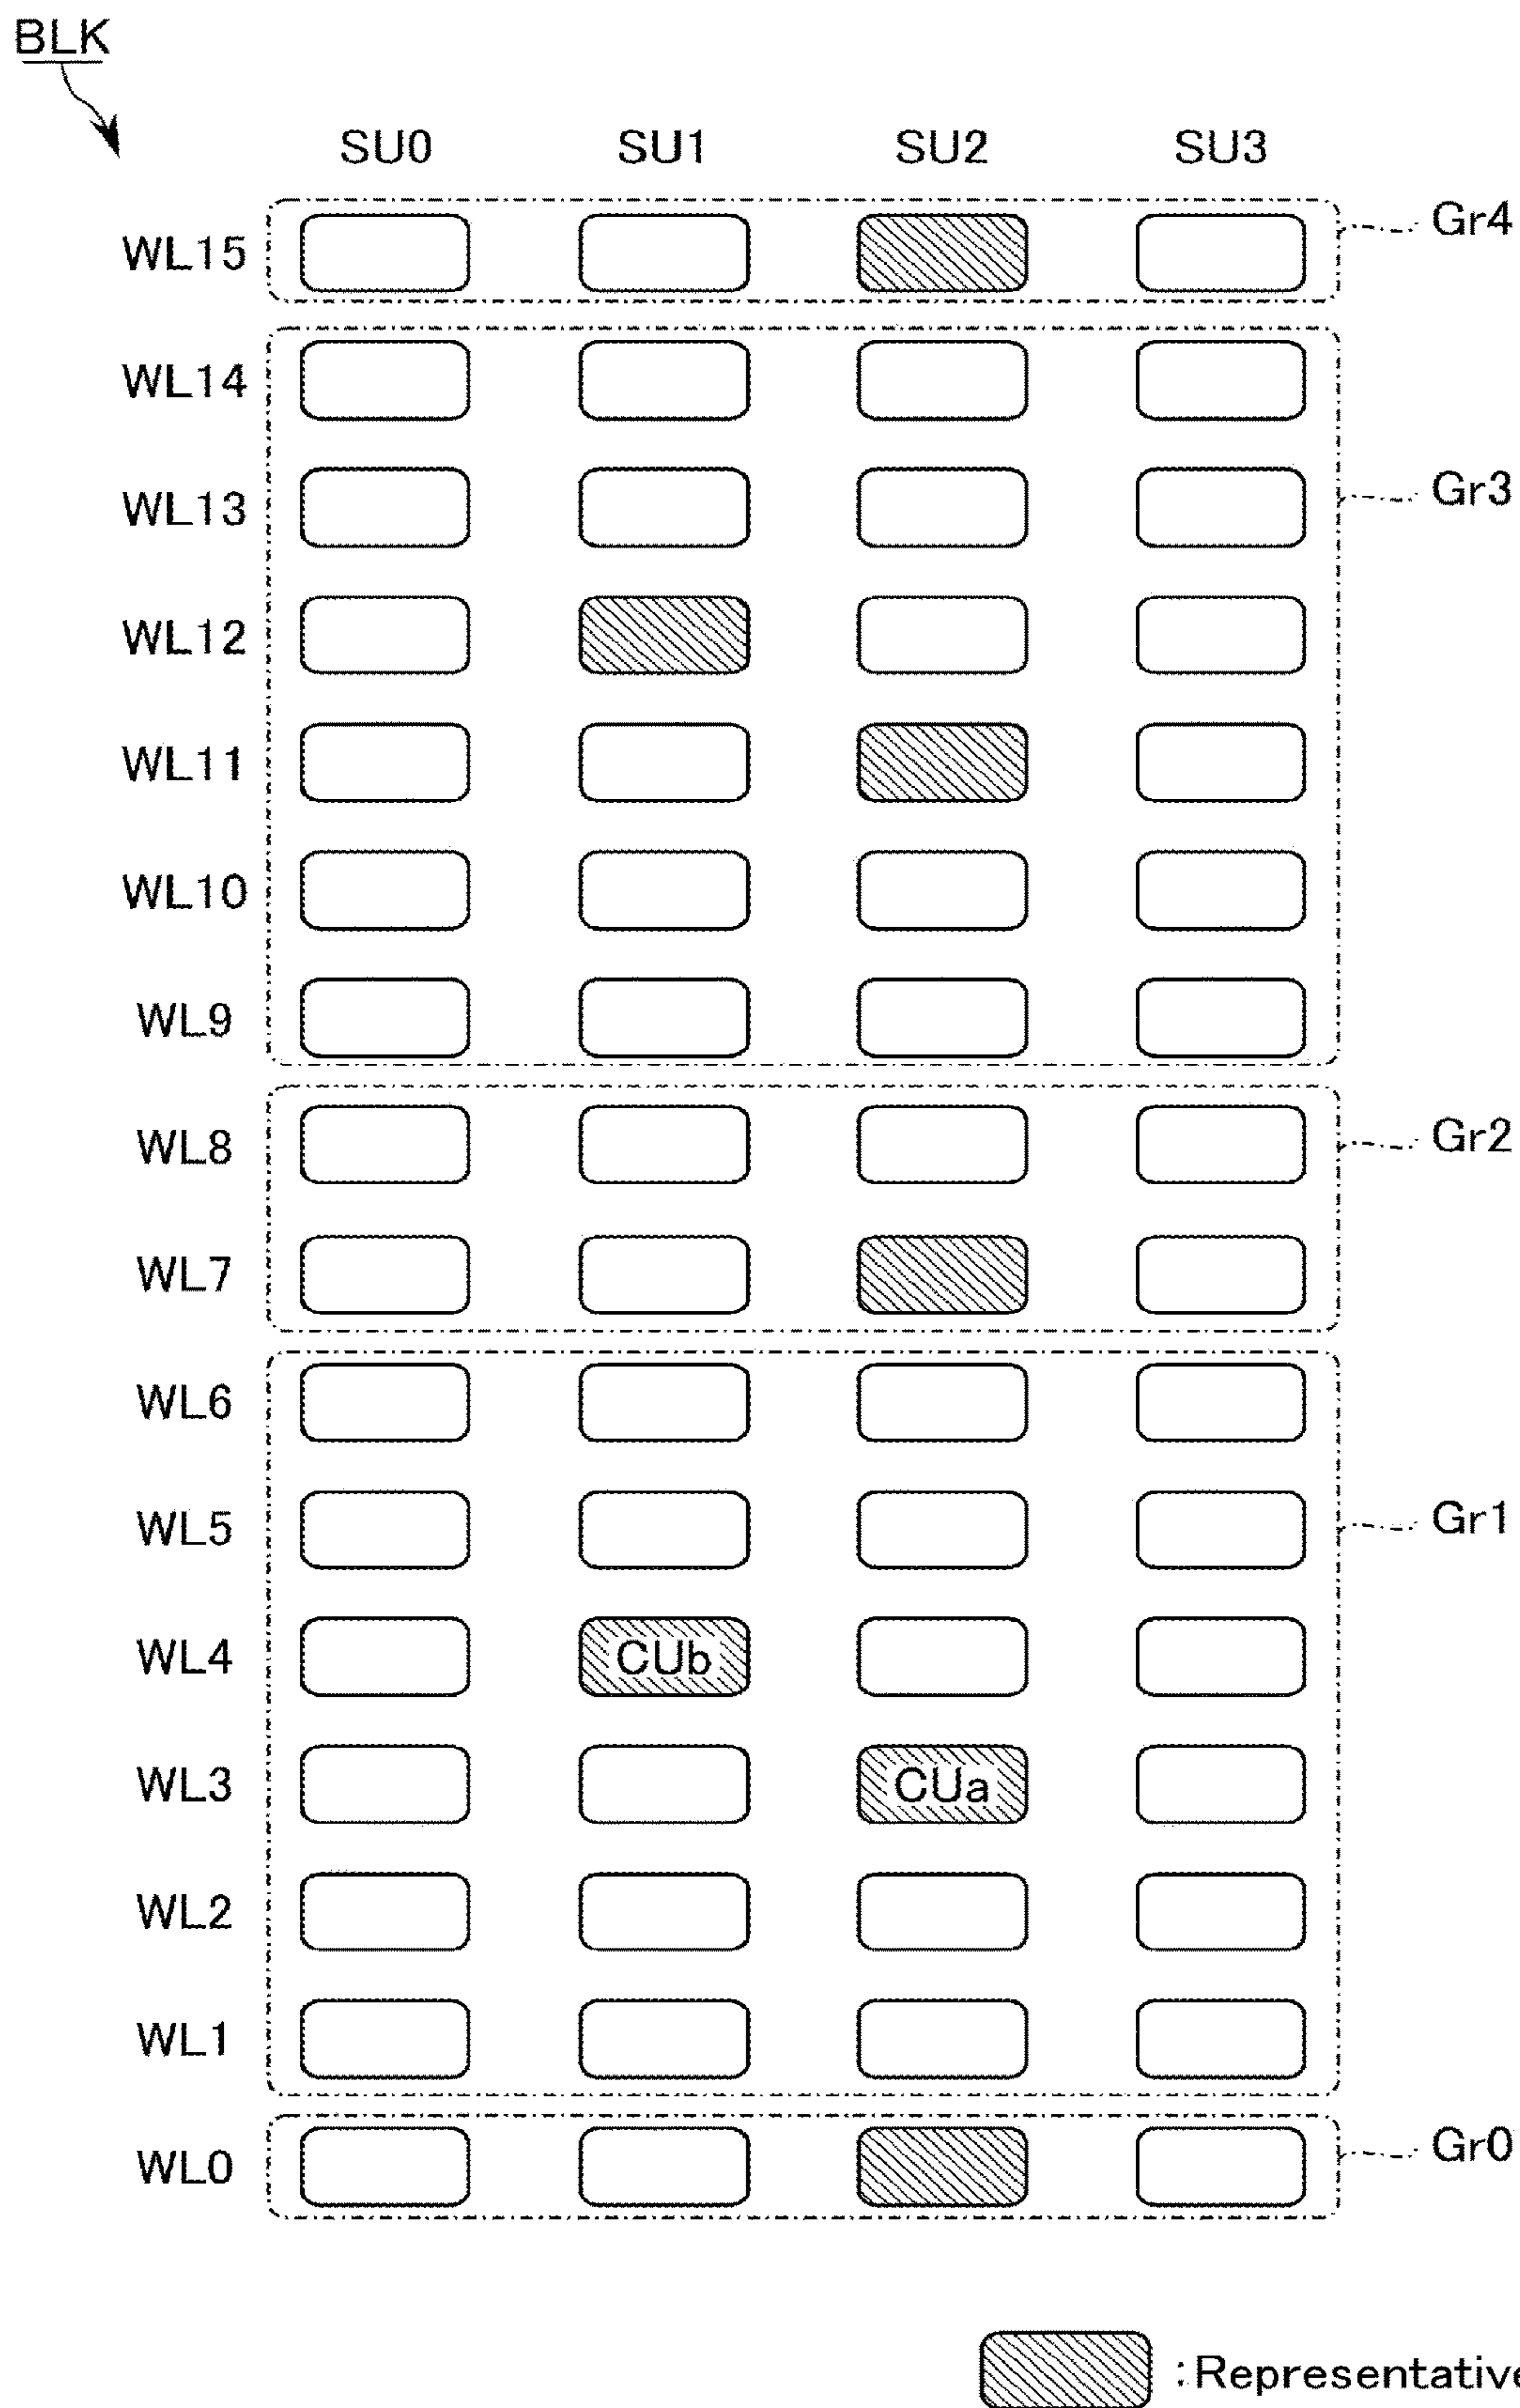 BLK
SU0 SU1 SU2 SU3
WL15 Gr4
WL14
WL13 Gr3
WL12
WL11
WL10
WL9
WL8 Gr2
WL7
WL6
WL5 Gr1
WL4 CUb
WL3 CUa
WL2
WL1
WL0 Gr0
:Representative